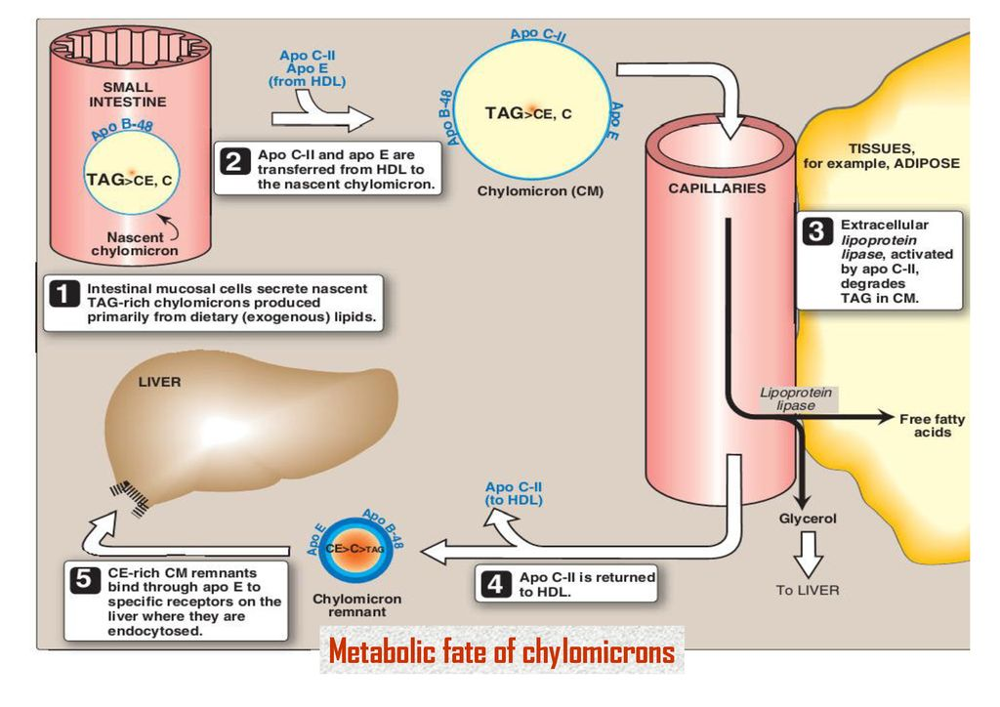 SMALL
INTESTINE
Apo B-48
TAG>CE, C
Nascent
chylomicron
1 Intestinal mucosal cells secrete nascent
TAG-rich chylomicrons produced
primarily from dietary (exogenous) lipids.
Apo C-II
Apo E
(from HDL)
2 Apo C-II and apo E are
transferred from HDL to
the nascent chylomicron.
Apo C-II
Apo B-48
Apo E
TAG>CE, C
Chylomicron (CM)
CAPILLARIES
TISSUES,
for example, ADIPOSE
3 Extracellular
lipoprotein
lipase, activated
by apo C-II,
degrades
TAG in CM.
Lipoprotein
lipase
Free fatty
acids
Glycerol
To LIVER
Apo C-II
(to HDL)
4 Apo C-II is returned
to HDL.
Apo E
Apo B-48
CE>C>TAG
Chylomicron
remnant
LIVER
5 CE-rich CM remnants
bind through apo E to
specific receptors on the
liver where they are
endocytosed.
Metabolic fate of chylomicrons